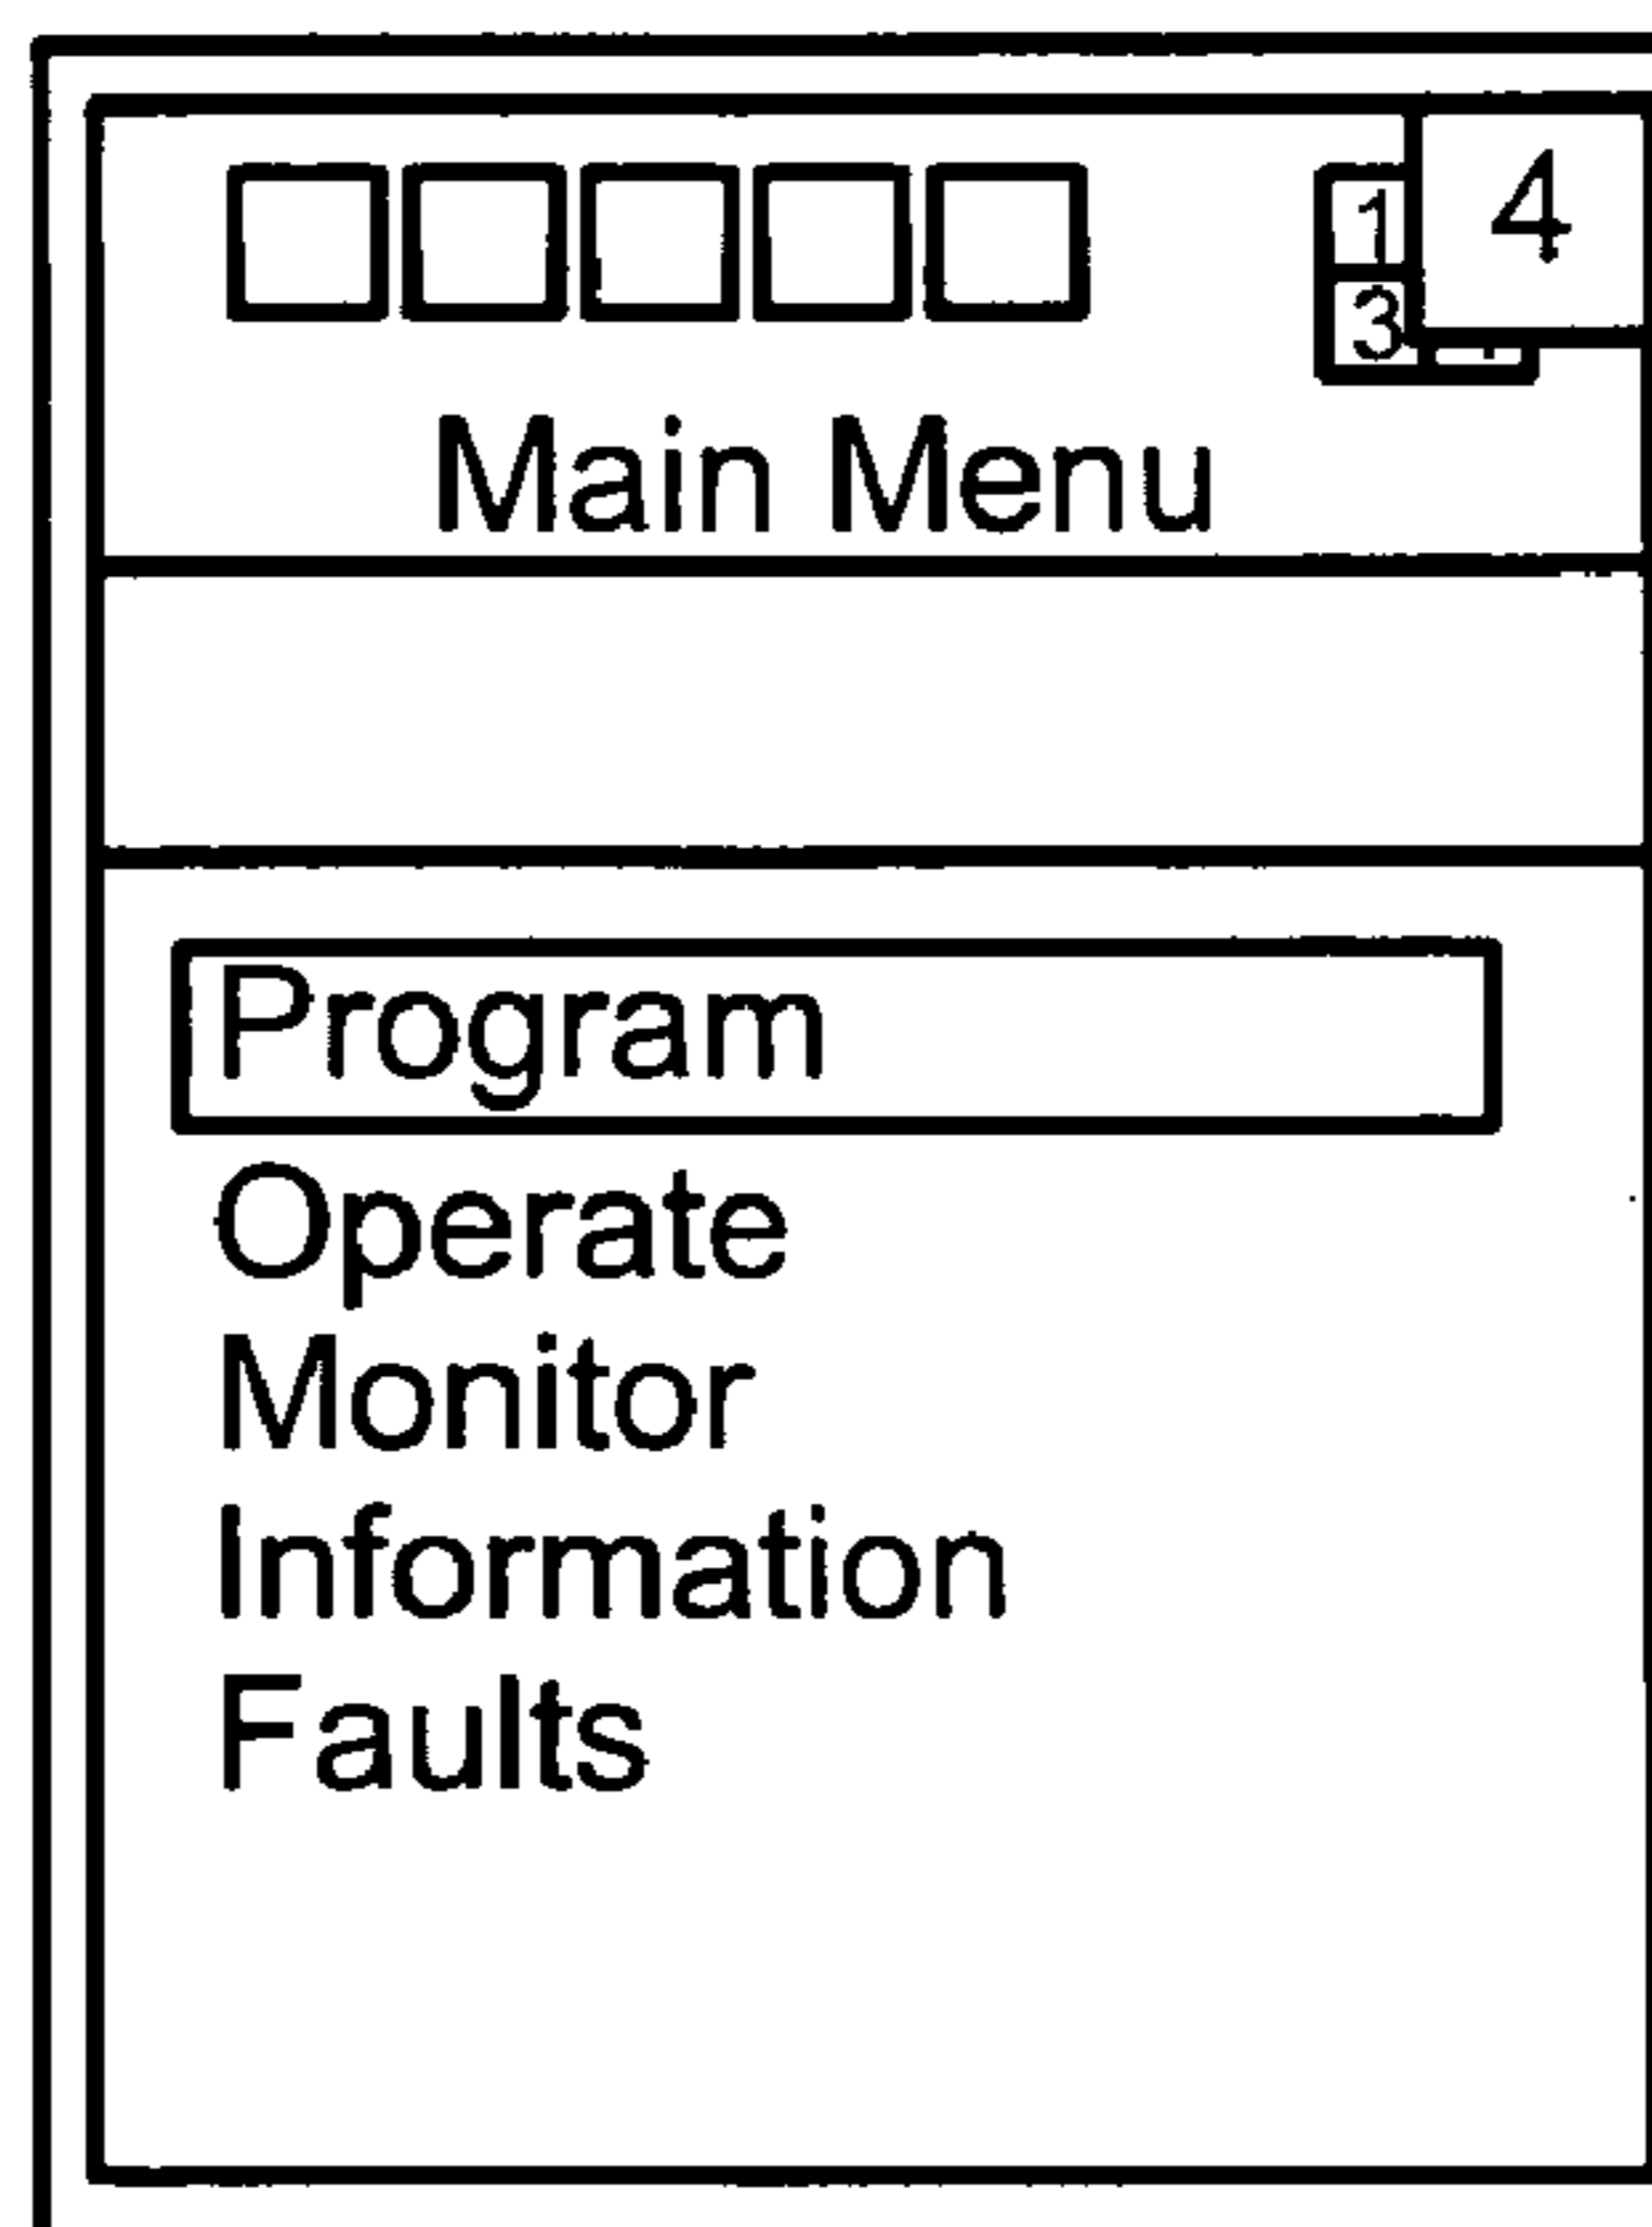 4
1
3
Main Menu
Program
Operate
Monitor
Information
Faults